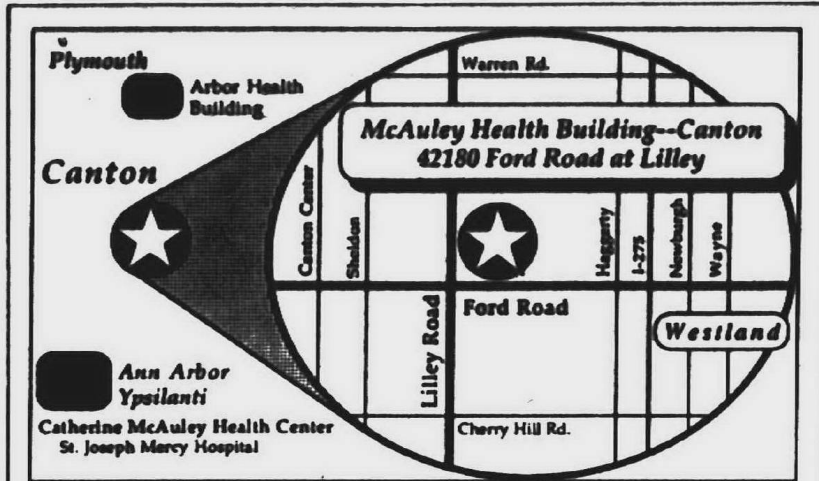 Plymouth
Arbor Health
Building
Canton
Warren Rd.
McAuley Health Building--Canton
42180 Ford Road at Lilley
Canton Center
Sheldon
Haggerty
I-275
Newburgh
Wayne
Ford Road
Lilley Road
Westland
Cherry Hill Rd.
Ann Arbor
Ypsilanti
Catherine McAuley Health Center
St. Joseph Mercy Hospital